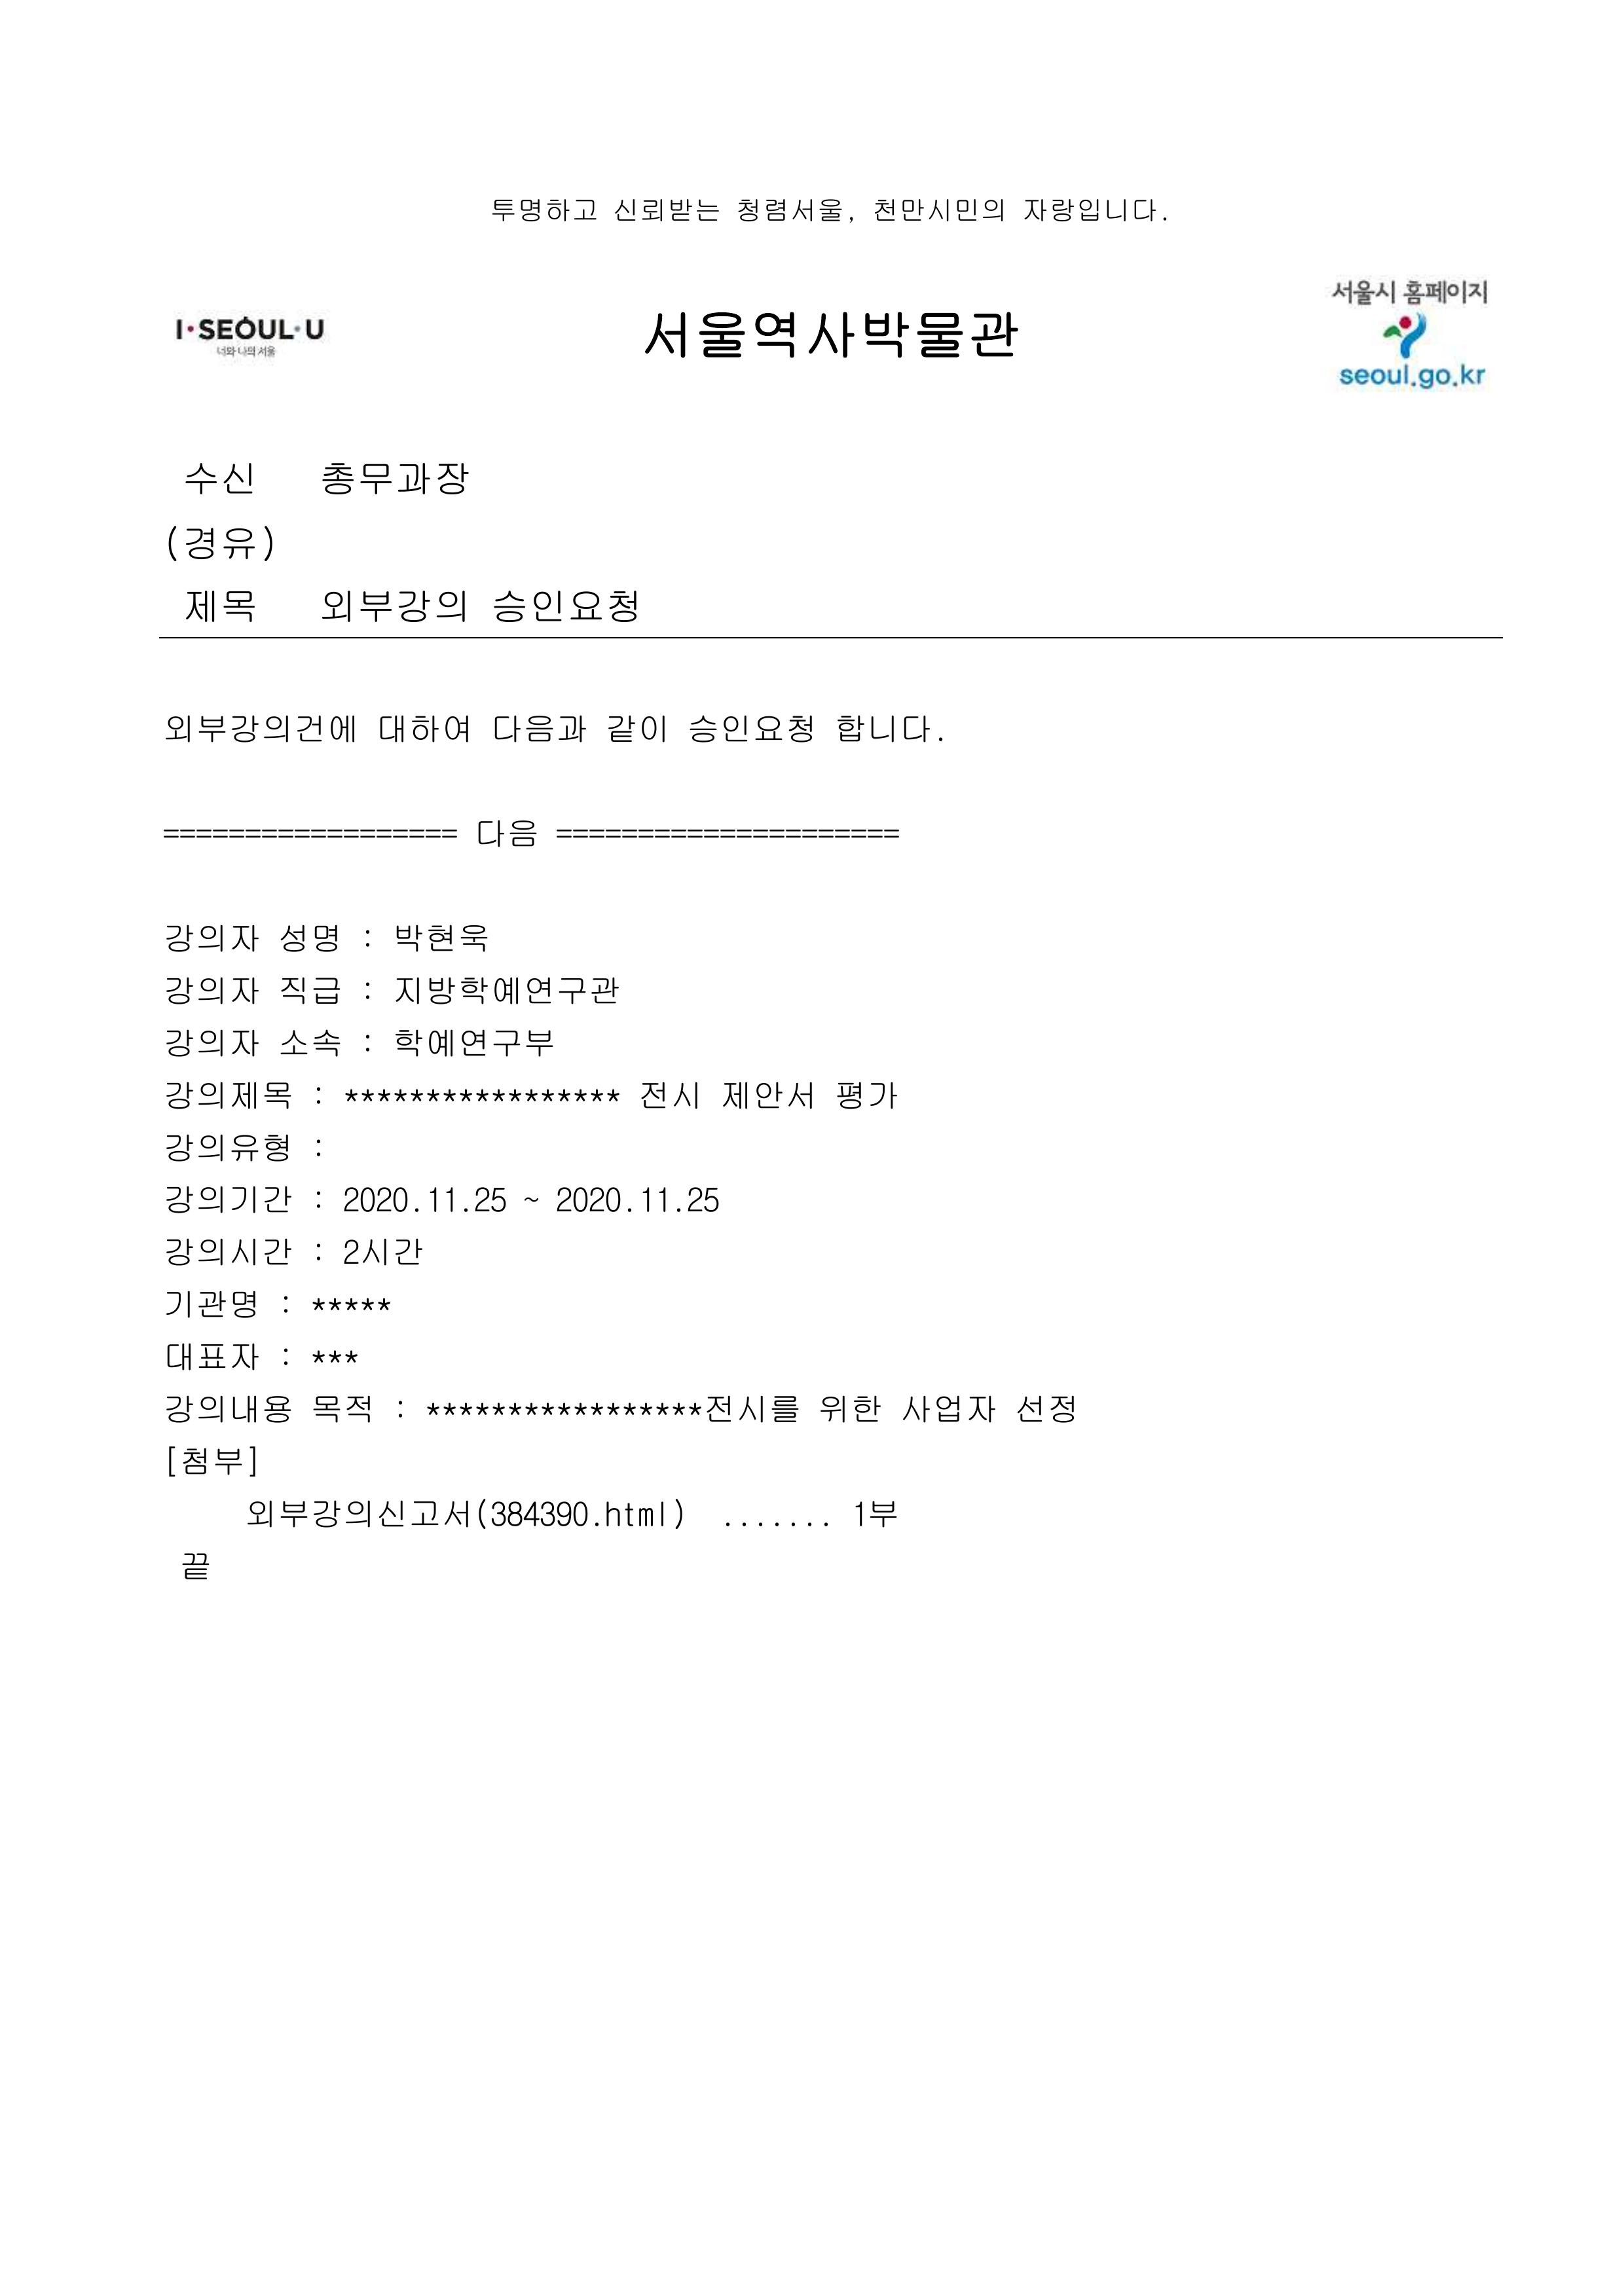 투명하고 신뢰받는 청렴서울, 천만시민의 자랑입니다.
I·SEOUL·U
너와 나의 서울
서울역사박물관
서울시 홈페이지
seoul.go.kr
수신 총무과장
(경유)
제목 외부강의 승인요청
외부강의건에 대하여 다음과 같이 승인요청 합니다.
================== 다음 =====================
강의자 성명 : 박현욱
강의자 직급 : 지방학예연구관
강의자 소속 : 학예연구부
강의제목 : ***************** 전시 제안서 평가
강의유형 :
강의기간 : 2020.11.25 ~ 2020.11.25
강의시간 : 2시간
기관명 : *****
대표자 : ***
강의내용 목적 : *****************전시를 위한 사업자 선정
[첨부]
외부강의신고서(384390.html) ....... 1부
끝